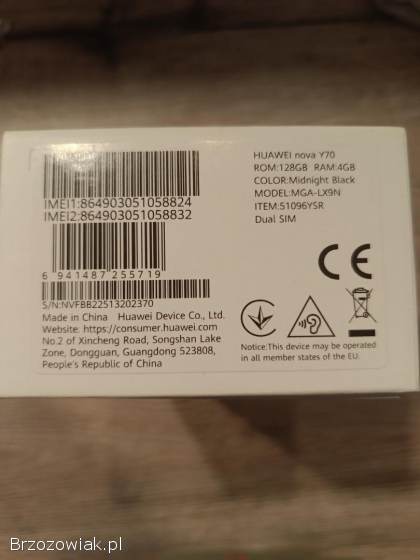 IMEI1:864903051058824
IMEI2:864903051058832
6 941487 255719
S/N:NVFBB22513202370
Made in China Huawei Device Co., Ltd.
Website: https://consumer.huawei.com
No.2 of Xincheng Road, Songshan Lake
Zone, Dongguan, Guangdong 523808,
People's Republic of China
HUAWEI nova Y70
ROM:128GB RAM:4GB
COLOR:Midnight Black
MODEL:MGA-LX9N
ITEM:51096YSR
Dual SIM
CE
Notice:This device may be operated
in all member states of the EU.
Brzozowiak.pl